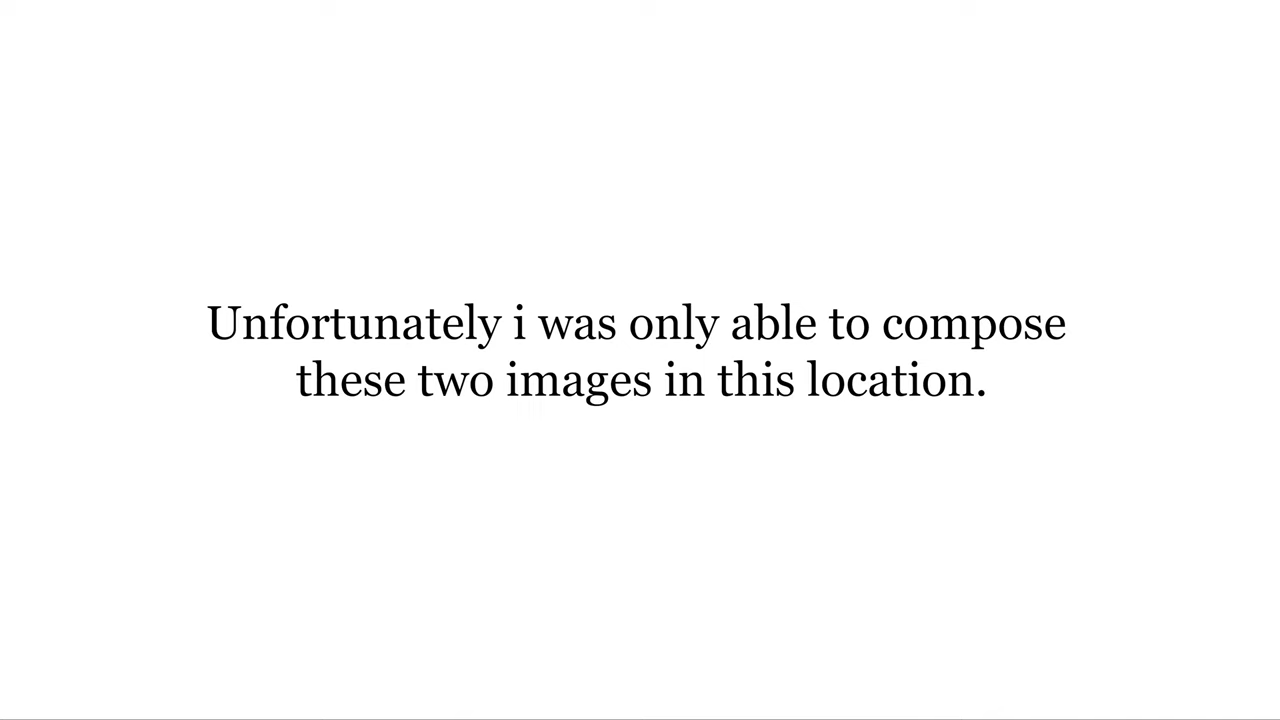 Unfortunately i was only able to compose
these two images in this location.